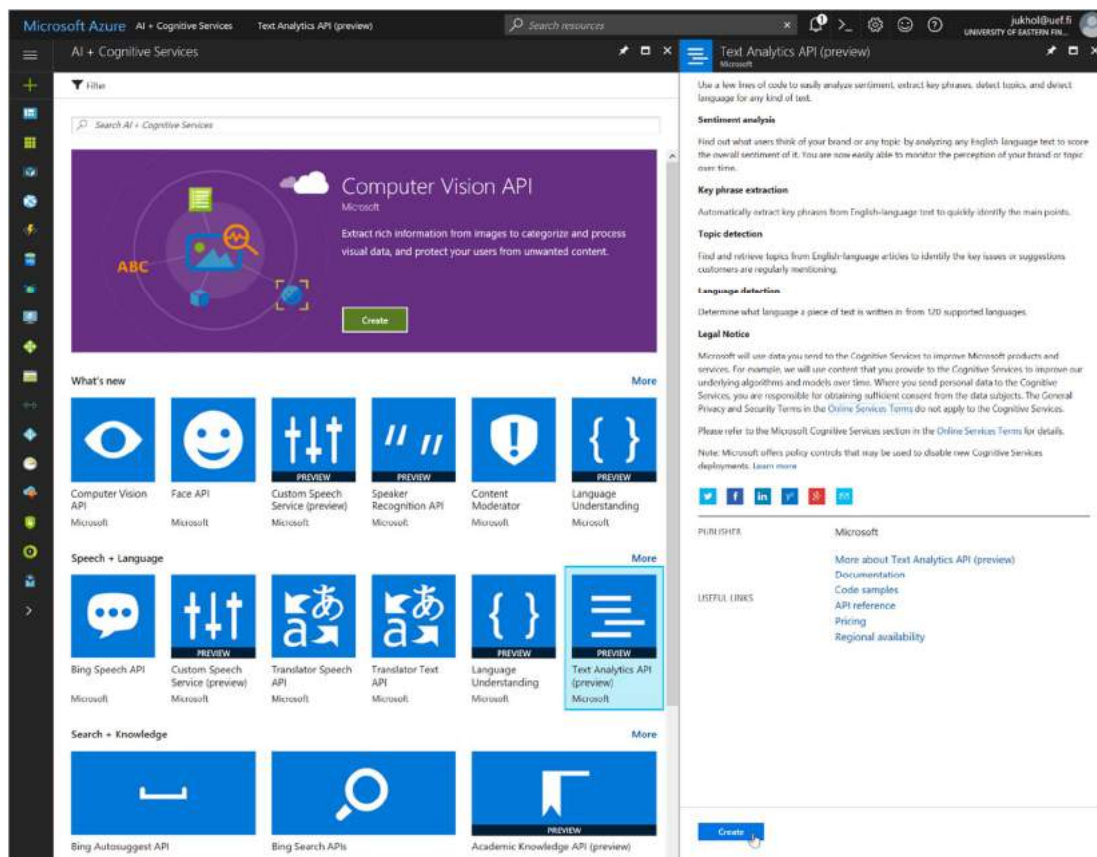 Microsoft Azure AI + Cognitive Services Text Analytics API (preview)
Search resources
1
jukhol@uef.fi
UNIVERSITY OF EASTERN FIN...
AI + Cognitive Services
Filter
Search AI + Cognitive Services
Computer Vision API
Microsoft
Extract rich information from images to categorize and process
visual data, and protect your users from unwanted content.
ABC
Create
What's new More
PREVIEW PREVIEW PREVIEW
Computer Vision API
Microsoft
Face API
Microsoft
Custom Speech Service (preview)
Microsoft
Speaker Recognition API
Microsoft
Content Moderator
Microsoft
Language Understanding
Microsoft
Speech + Language More
あ
a
あ
a
PREVIEW PREVIEW PREVIEW
Bing Speech API
Microsoft
Custom Speech Service (preview)
Microsoft
Translator Speech API
Microsoft
Translator Text API
Microsoft
Language Understanding
Microsoft
Text Analytics API (preview)
Microsoft
Search + Knowledge More
PREVIEW
Bing Autosuggest API
Bing Search APIs
Academic Knowledge API (preview)
Text Analytics API (preview)
Microsoft
Use a few lines of code to easily analyze sentiment, extract key phrases, detect topics, and detect
language for any kind of text.
Sentiment analysis
Find out what users think of your brand or any topic by analyzing any English language text to score
the overall sentiment of it. You are now easily able to monitor the perception of your brand or topic
over time.
Key phrase extraction
Automatically extract key phrases from English-language text to quickly identify the main points.
Topic detection
Find and retrieve topics from English-language articles to identify the key issues or suggestions
customers are regularly mentioning.
Language detection
Determine what language a piece of text is written in from 120 supported languages.
Legal Notice
Microsoft will use data you send to the Cognitive Services to improve Microsoft products and
services. For example, we will use content that you provide to the Cognitive Services to improve our
underlying algorithms and models over time. Where you send personal data to the Cognitive
Services, you are responsible for obtaining sufficient consent from the data subjects. The General
Privacy and Security Terms in the Online Services Terms do not apply to the Cognitive Services.
Please refer to the Microsoft Cognitive Services section in the Online Services Terms for details.
Note: Microsoft offers policy controls that may be used to disable new Cognitive Services
deployments. Learn more
PUBLISHER Microsoft
USEFUL LINKS
More about Text Analytics API (preview)
Documentation
Code samples
API reference
Pricing
Regional availability
Create